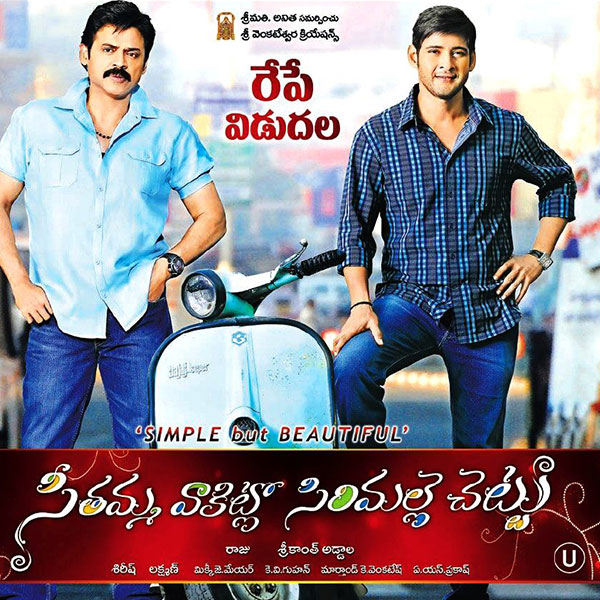 శ్రీమతి. అనిత సమర్పించు
శ్రీ వెంకటేశ్వర క్రియేషన్స్
రేపే
విడుదల
'SIMPLE but BEAUTIFUL'
సీతమ్మ వాకిట్లో సిరిమల్లె చెట్టు
రాజు శ్రీకాంత్ అడ్డాల
శిరీష్ లక్ష్మణ్ మిక్కిజె.మేయర్ కె.వి.గుహన్ మార్తాండ్ కె.వెంకటేష్ ఏ.యస్.ప్రకాష్
U